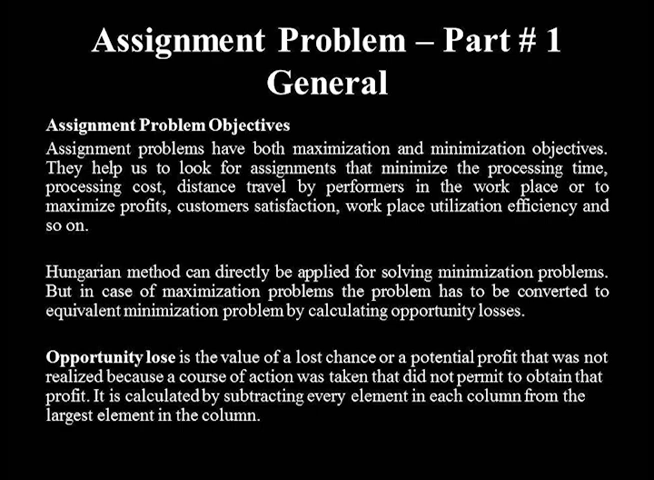 Assignment Problem – Part # 1
General
Assignment Problem Objectives
Assignment problems have both maximization and minimization objectives.
They help us to look for assignments that minimize the processing time,
processing cost, distance travel by performers in the work place or to
maximize profits, customers satisfaction, work place utilization efficiency and
so on.
Hungarian method can directly be applied for solving minimization problems.
But in case of maximization problems the problem has to be converted to
equivalent minimization problem by calculating opportunity losses.
Opportunity lose is the value of a lost chance or a potential profit that was not
realized because a course of action was taken that did not permit to obtain that
profit. It is calculated by subtracting every element in each column from the
largest element in the column.